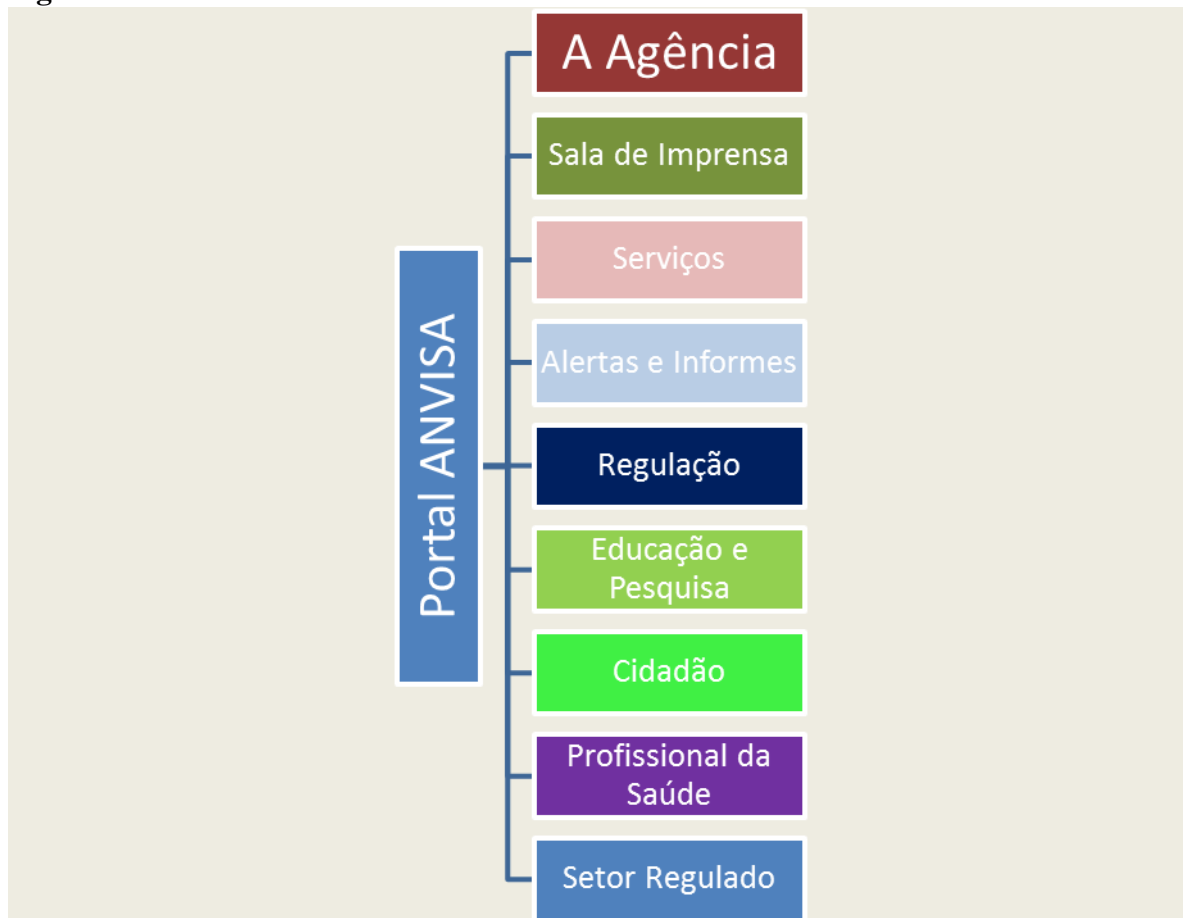 A Agência
Sala de Imprensa
Serviços
Alertas e Informes
Portal ANVISA
Regulação
Educação e
Pesquisa
Cidadão
Profissional da
Saúde
Setor Regulado